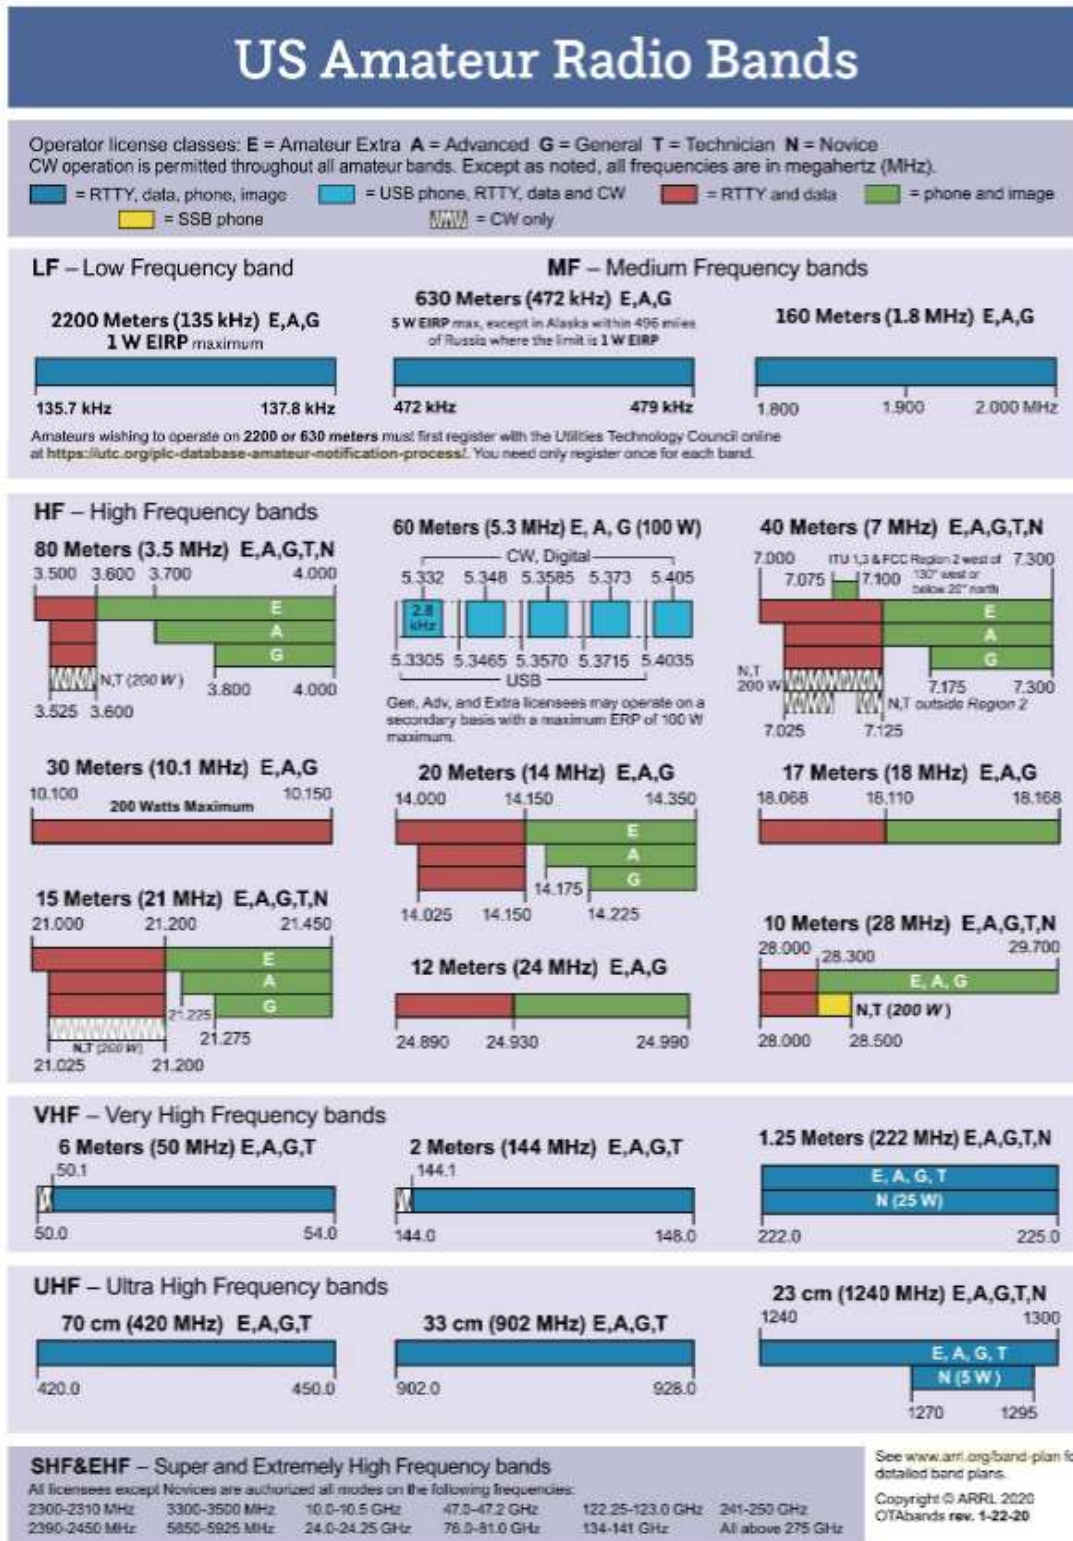 US Amateur Radio Bands
Operator license classes: E = Amateur Extra A = Advanced G = General T = Technician N = Novice
CW operation is permitted throughout all amateur bands. Except as noted, all frequencies are in megahertz (MHz).
= RTTY, data, phone, image = USB phone, RTTY, data and CW = RTTY and data = phone and image
= SSB phone = CW only
LF – Low Frequency band
MF – Medium Frequency bands
2200 Meters (135 kHz) E,A,G
1 W EIRP maximum
135.7 kHz 137.8 kHz
630 Meters (472 kHz) E,A,G
5 W EIRP max, except in Alaska within 496 miles
of Russia where the limit is 1 W EIRP
472 kHz 479 kHz
160 Meters (1.8 MHz) E,A,G
1.800 1.900 2.000 MHz
Amateurs wishing to operate on 2200 or 630 meters must first register with the Utilities Technology Council online
at https://utc.org/plc-database-amateur-notification-process/. You need only register once for each band.
HF – High Frequency bands
80 Meters (3.5 MHz) E,A,G,T,N
3.500 3.600 3.700 4.000
E
A
G
N,T (200 W)
3.800 4.000
3.525 3.600
60 Meters (5.3 MHz) E, A, G (100 W)
CW, Digital
5.332 5.348 5.3585 5.373 5.405
2.8
kHz
5.3305 5.3465 5.3570 5.3715 5.4035
USB
Gen, Adv, and Extra licensees may operate on a
secondary basis with a maximum ERP of 100 W
maximum.
40 Meters (7 MHz) E,A,G,T,N
7.000 ITU 1,3 & FCC Region 2 west of 7.300
7.075 7.100 130° west or
below 20° north
E
A
G
N,T
200 W
7.175 7.300
N,T outside Region 2
7.025 7.125
30 Meters (10.1 MHz) E,A,G
10.100 200 Watts Maximum 10.150
20 Meters (14 MHz) E,A,G
14.000 14.150 14.350
E
A
G
14.175
14.025 14.150 14.225
17 Meters (18 MHz) E,A,G
18.068 18.110 18.168
15 Meters (21 MHz) E,A,G,T,N
21.000 21.200 21.450
E
A
G
21.225
21.275
N,T (200 W)
21.025 21.200
12 Meters (24 MHz) E,A,G
24.890 24.930 24.990
10 Meters (28 MHz) E,A,G,T,N
28.000 28.300 29.700
E, A, G
N,T (200 W)
28.000 28.500
VHF – Very High Frequency bands
6 Meters (50 MHz) E,A,G,T
50.1
50.0 54.0
2 Meters (144 MHz) E,A,G,T
144.1
144.0 148.0
1.25 Meters (222 MHz) E,A,G,T,N
E, A, G, T
N (25 W)
222.0 225.0
UHF – Ultra High Frequency bands
70 cm (420 MHz) E,A,G,T
420.0 450.0
33 cm (902 MHz) E,A,G,T
902.0 928.0
23 cm (1240 MHz) E,A,G,T,N
1240 1300
E, A, G, T
N (5 W)
1270 1295
SHF&EHF – Super and Extremely High Frequency bands
All licensees except Novices are authorized all modes on the following frequencies:
2300-2310 MHz 3300-3500 MHz 10.0-10.5 GHz 47.0-47.2 GHz 122.25-123.0 GHz 241-250 GHz
2390-2450 MHz 5650-5925 MHz 24.0-24.25 GHz 76.0-81.0 GHz 134-141 GHz All above 275 GHz
See www.arrl.org/band-plan fo
detailed band plans.
Copyright © ARRL 2020
OTAbands rev. 1-22-20